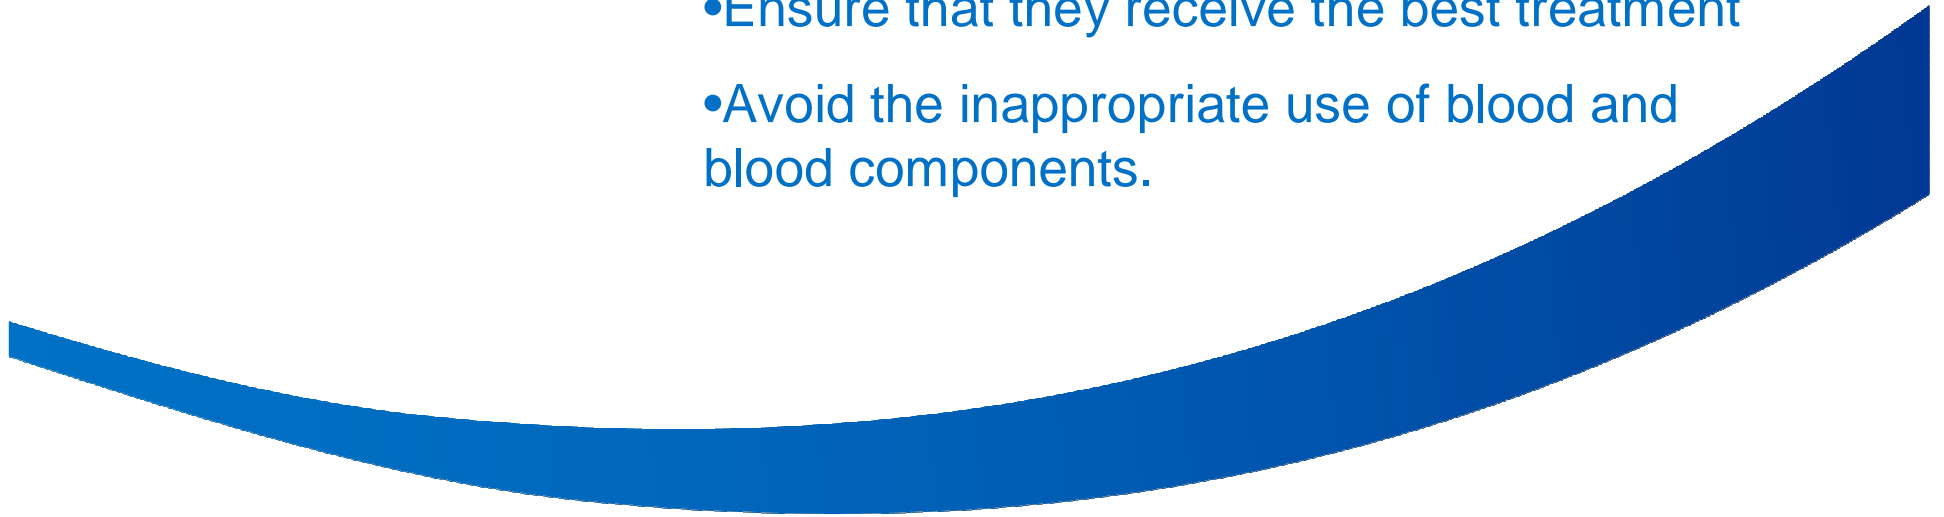 •Ensure that they receive the best treatment
•Avoid the inappropriate use of blood and
blood components.